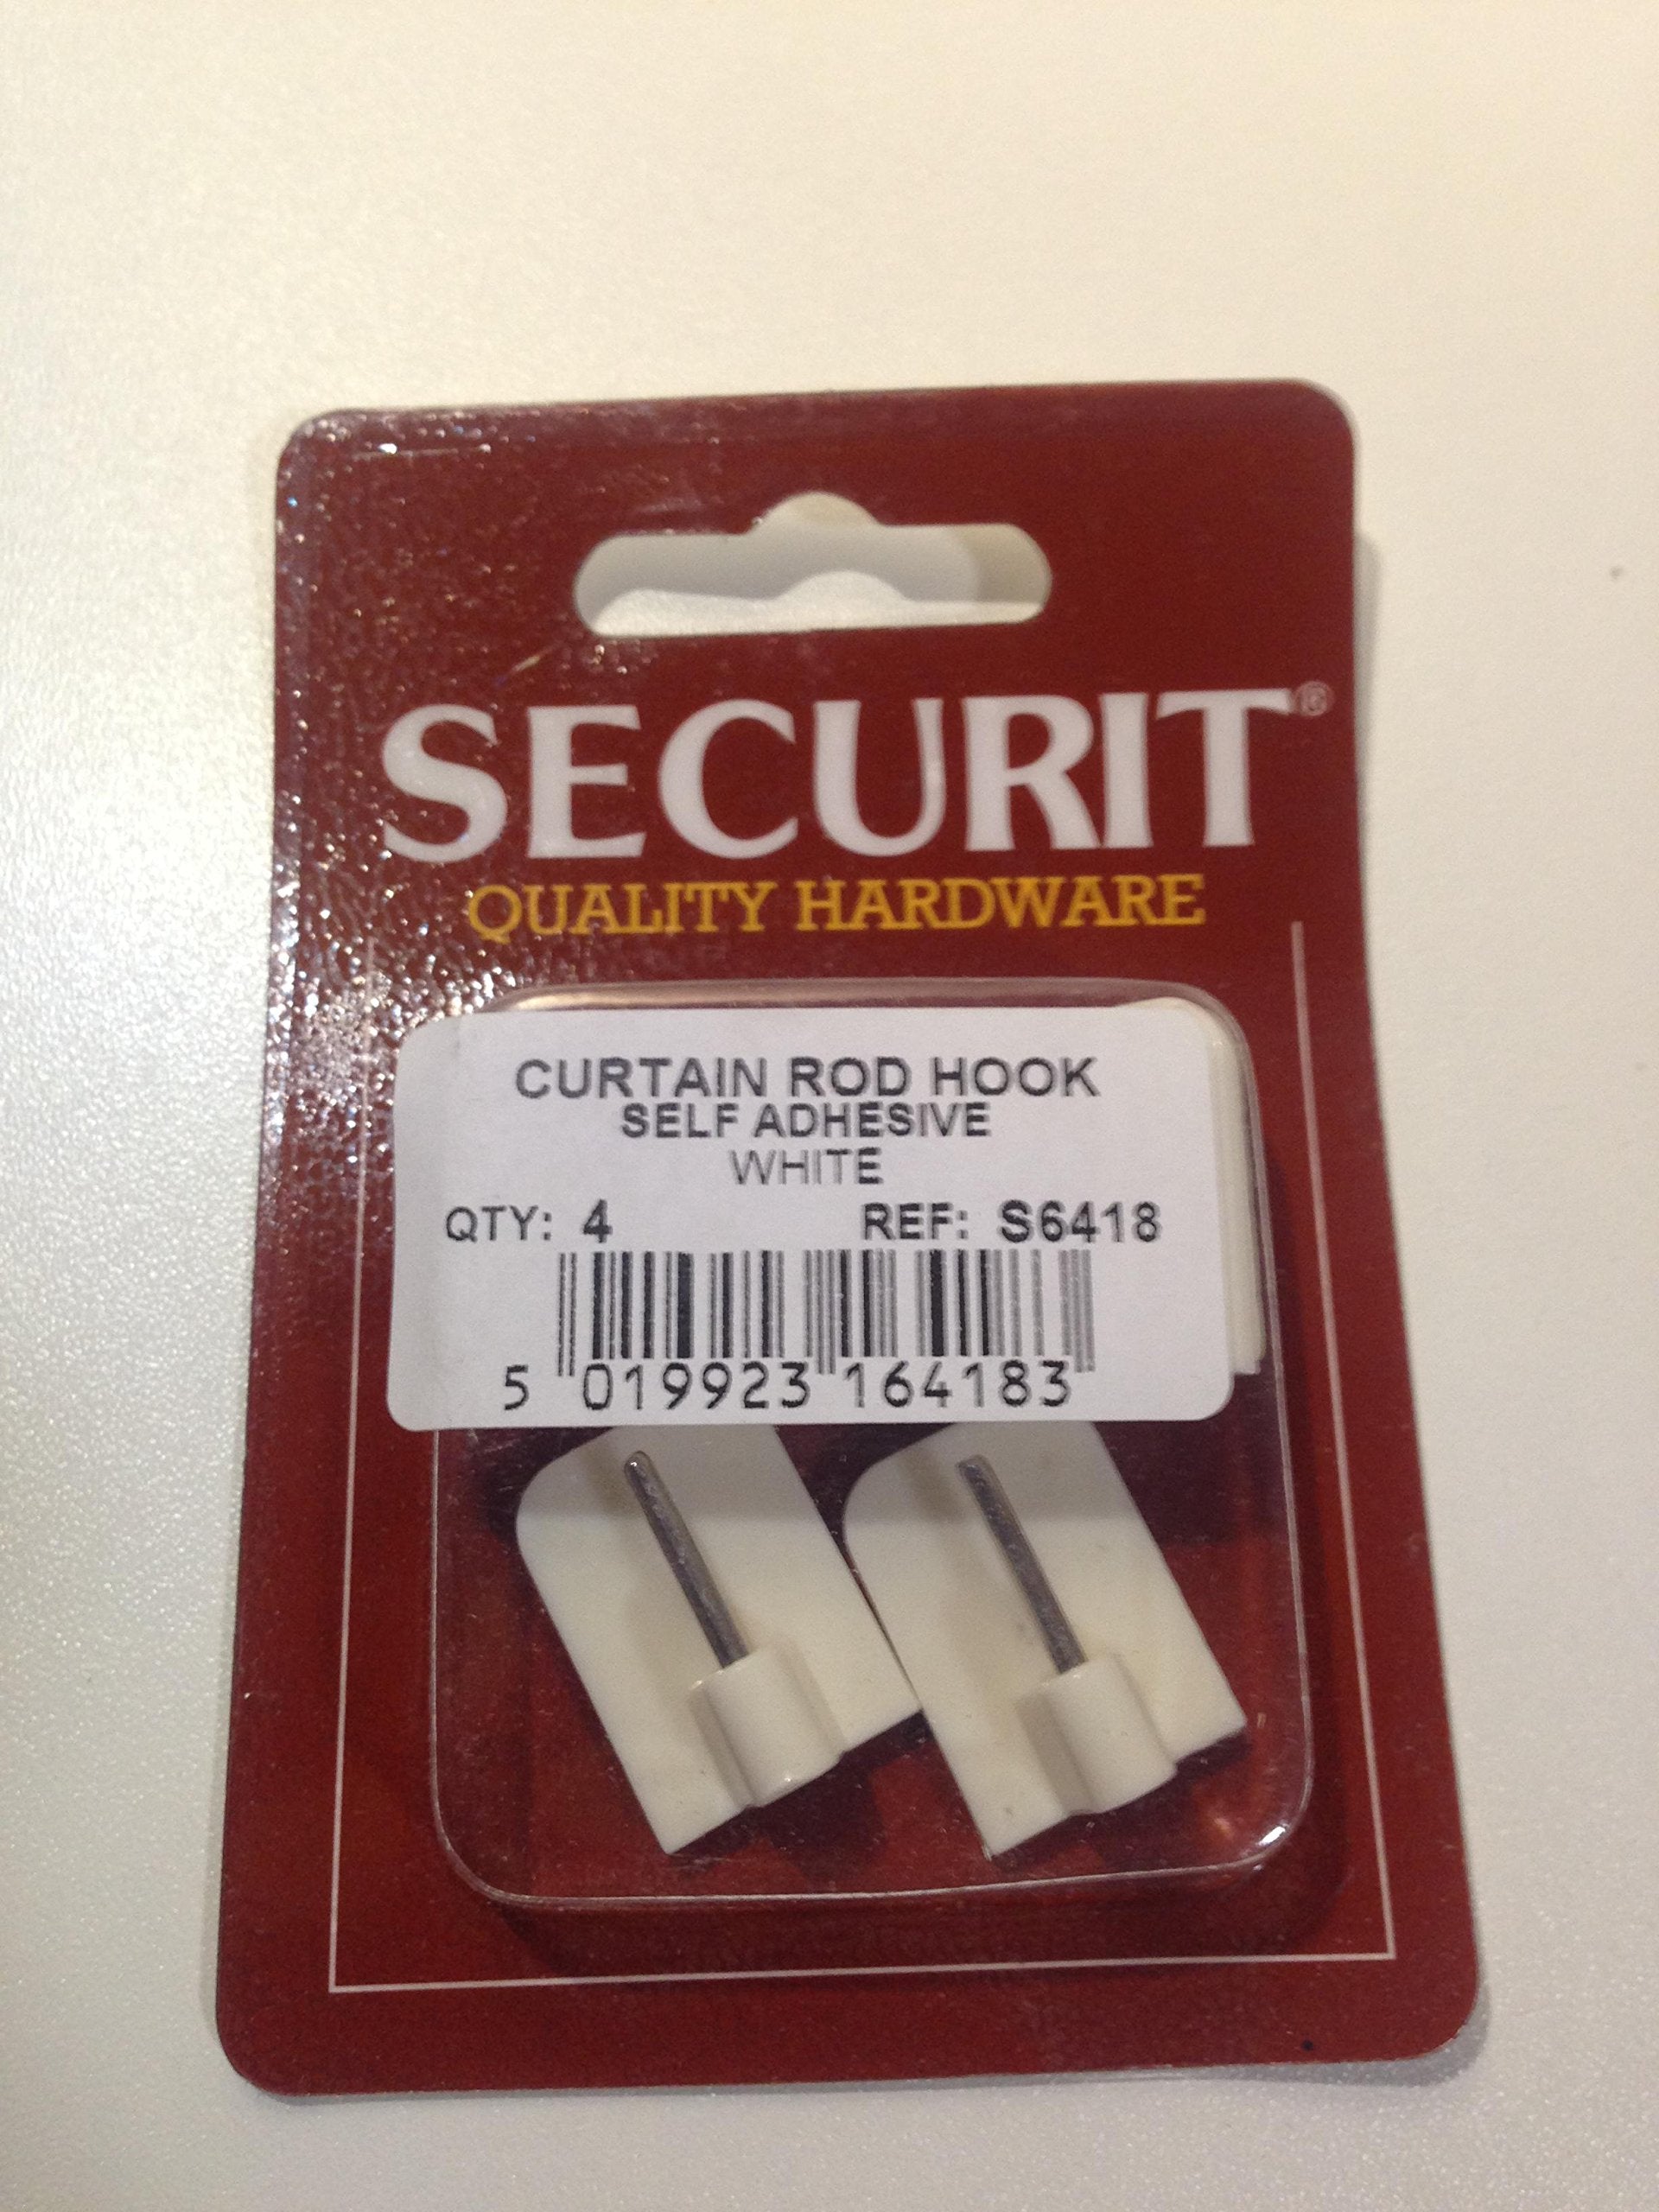 SECURIT®
QUALITY HARDWARE
CURTAIN ROD HOOK
SELF ADHESIVE
WHITE
QTY: 4 REF: S6418
5 019923 164183